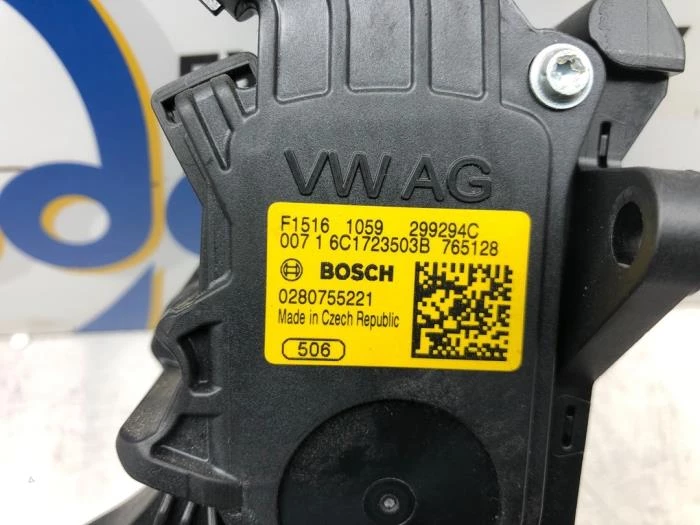 VW AG
F1516 1059 299294C
007 1 6C1723503B 765128
BOSCH
0280755221
Made in Czech Republic
506